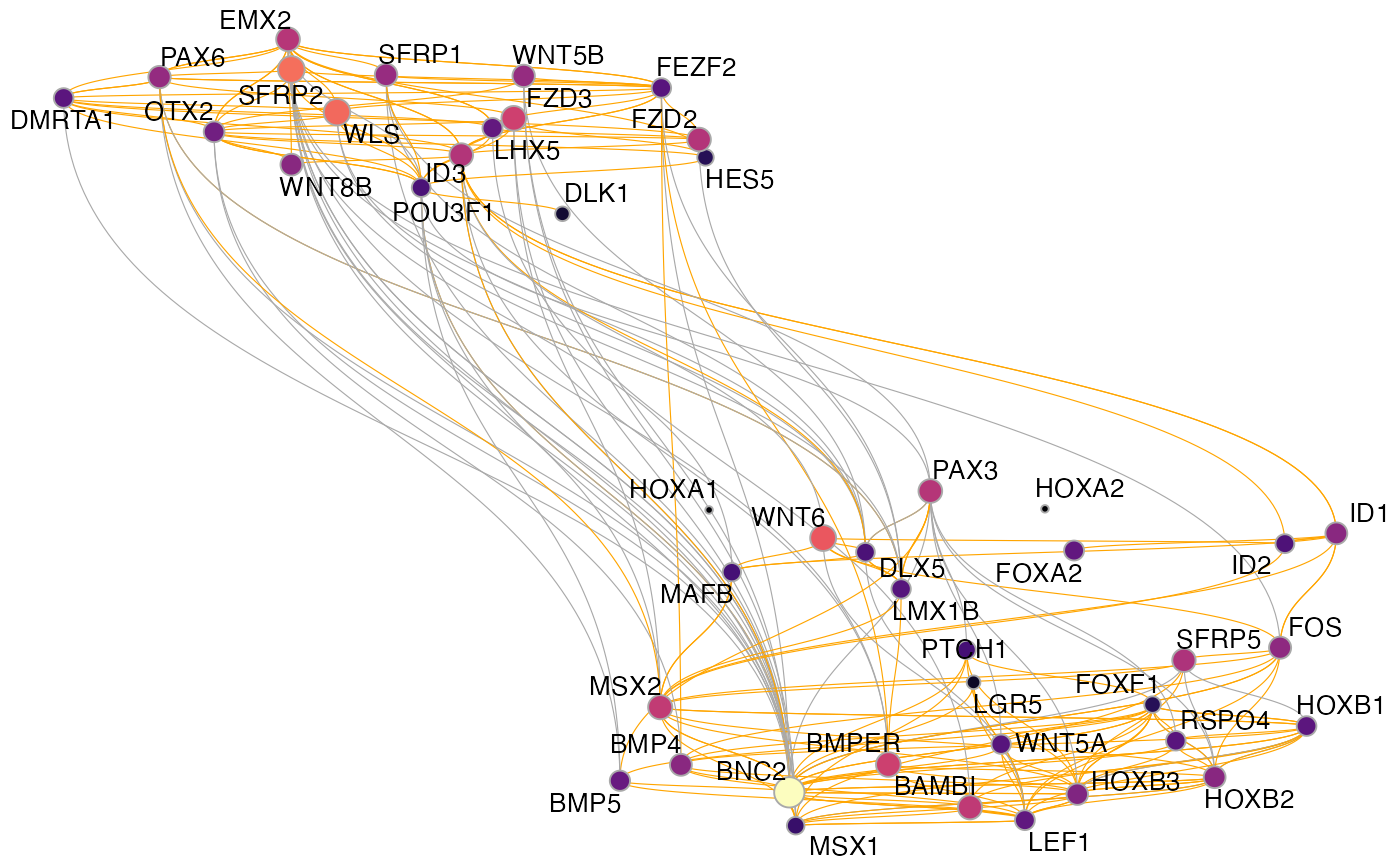 EMX2
PAX6
SFRP1
WNT5B
FEZF2
SFRP2
FZD3
DMRTA1
OTX2
WLS
FZD2
LHX5
ID3
HES5
WNT8B
DLK1
POU3F1
PAX3
HOXA1
HOXA2
WNT6
ID1
DLX5
FOXA2
ID2
MAFB
LMX1B
FOS
PTCH1
SFRP5
MSX2
FOXF1
LGR5
HOXB1
RSPO4
BMP4
BMPER
WNT5A
BNC2
BAMBI
HOXB3
BMP5
HOXB2
MSX1
LEF1